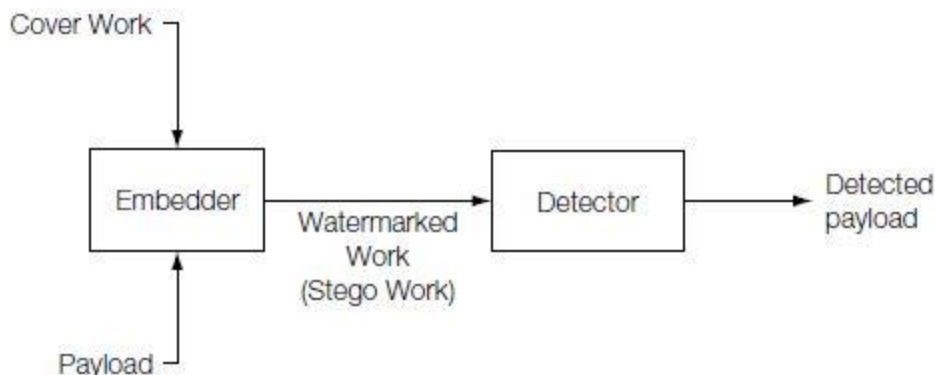 Cover Work
Embedder
Watermarked
Work
(Stego Work)
Detector
Detected
payload
Payload